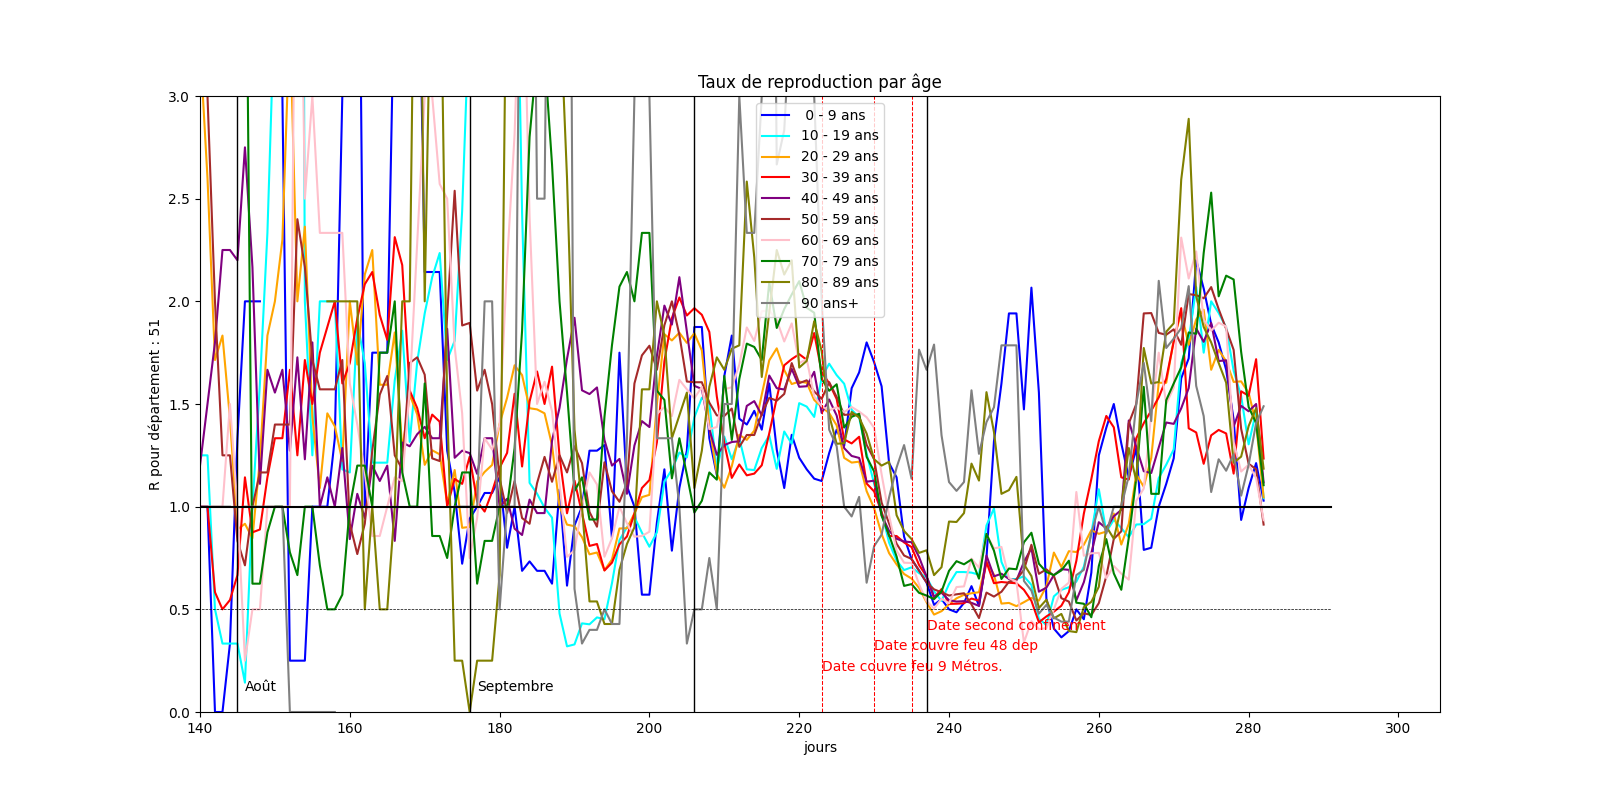 Taux de reproduction par âge
3.0
2.5
2.0
1.5
1.0
0.5
0.0
R pour département : 51
0 - 9 ans
10 - 19 ans
20 - 29 ans
30 - 39 ans
40 - 49 ans
50 - 59 ans
60 - 69 ans
70 - 79 ans
80 - 89 ans
90 ans+
Date second confinement
Date couvre feu 48 dep
Date couvre feu 9 Métros.
Août
Septembre
140 160 180 200 220 240 260 280 300
jours